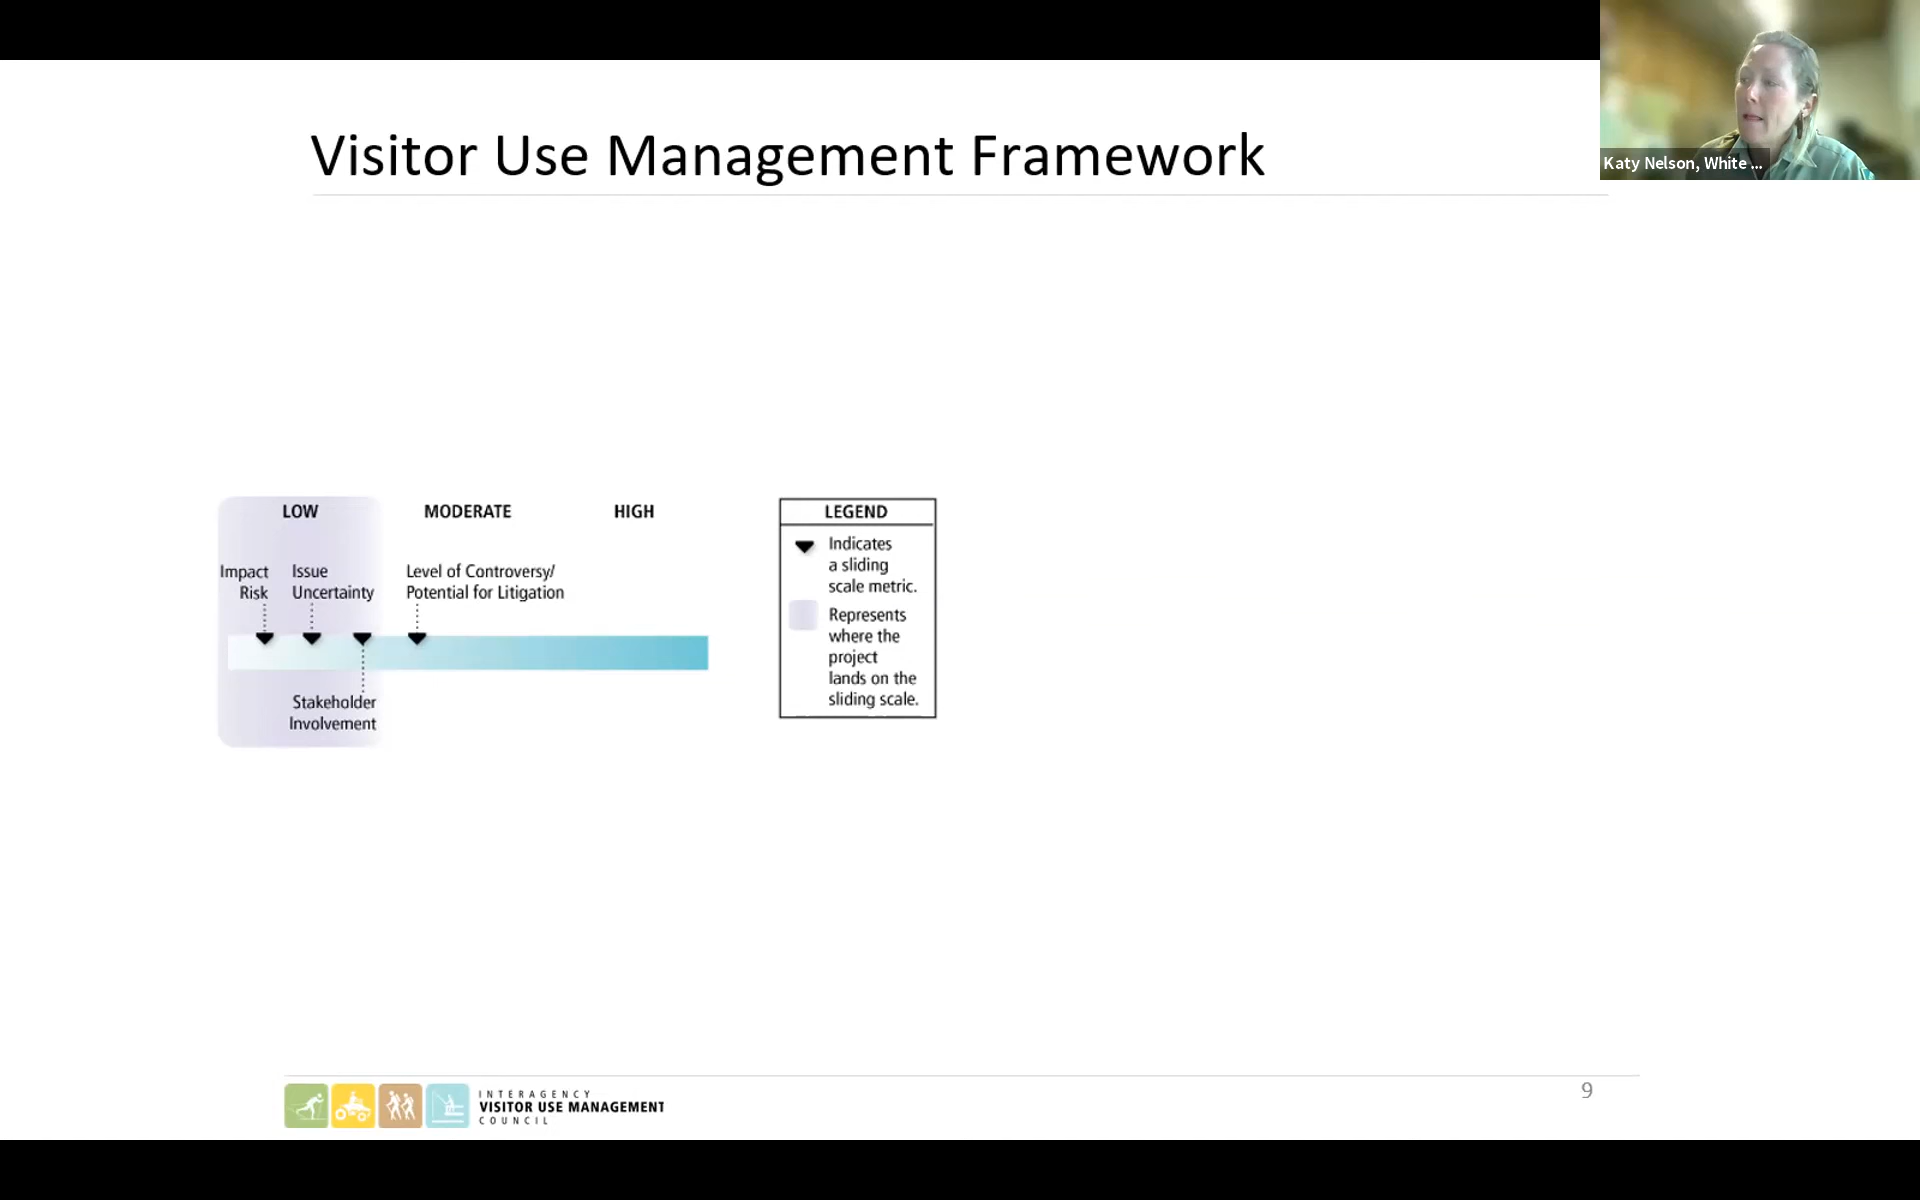 Visitor Use Management Framework
Katy Nelson, White ...
LOW
MODERATE
HIGH
Impact
Risk
Issue
Uncertainty
Level of Controversy/
Potential for Litigation
Stakeholder
Involvement
LEGEND
Indicates
a sliding
scale metric.
Represents
where the
project
lands on the
sliding scale.
INTERAGENCY
VISITOR USE MANAGEMENT
COUNCIL
9